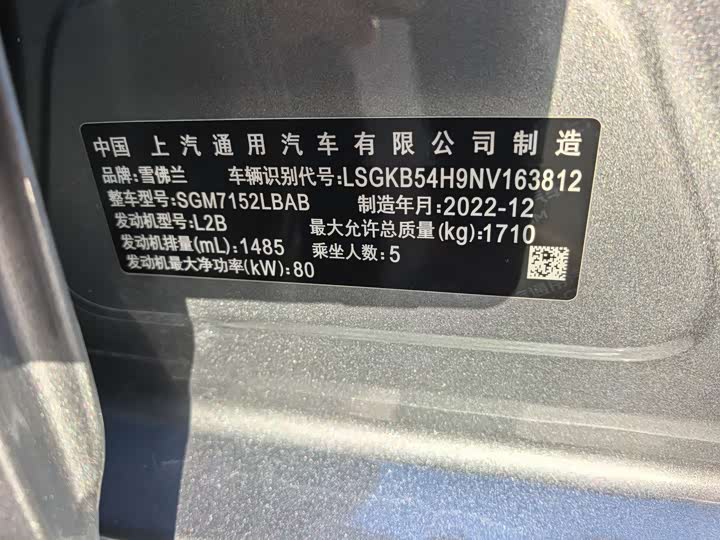 中国 上汽通用汽车有限公司制造
品牌:雪佛兰 车辆识别代号:LSGKB54H9NV163812
整车型号:SGM7152LBAB 制造年月:2022-12
发动机型号:L2B 最大允许总质量(kg):1710
发动机排量(mL):1485 乘坐人数:5
发动机最大净功率(kW):80